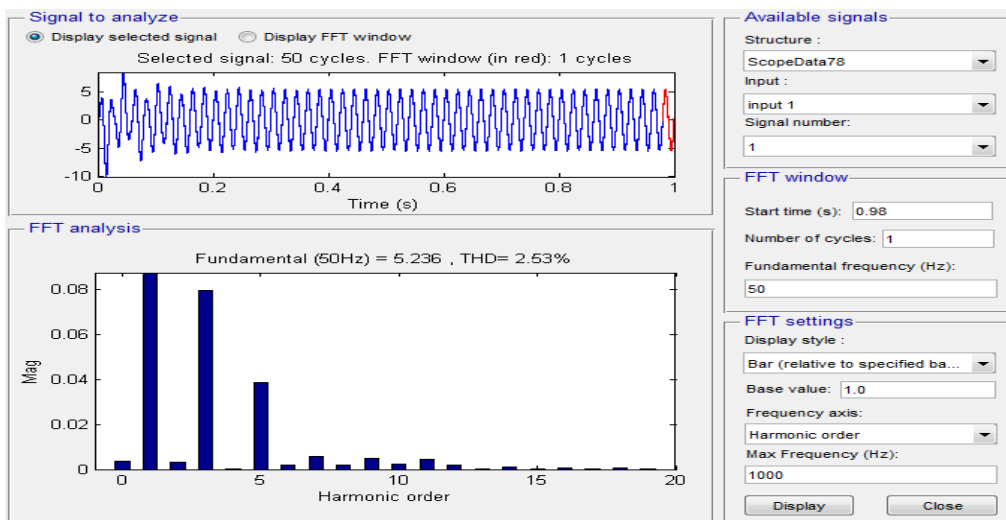 Signal to analyze
Display selected signal
Display FFT window
Selected signal: 50 cycles. FFT window (in red): 1 cycles
5
0
-5
-10
0
0.2
0.4
0.6
0.8
1
Time (s)
FFT analysis
Fundamental (50Hz) = 5.236 , THD= 2.53%
0.08
0.06
0.04
0.02
0
Mag
0
5
10
15
20
Harmonic order
Available signals
Structure :
ScopeData78
Input :
input 1
Signal number:
1
FFT window
Start time (s): 0.98
Number of cycles: 1
Fundamental frequency (Hz):
50
FFT settings
Display style :
Bar (relative to specified ba...
Base value: 1.0
Frequency axis:
Harmonic order
Max Frequency (Hz):
1000
Display
Close